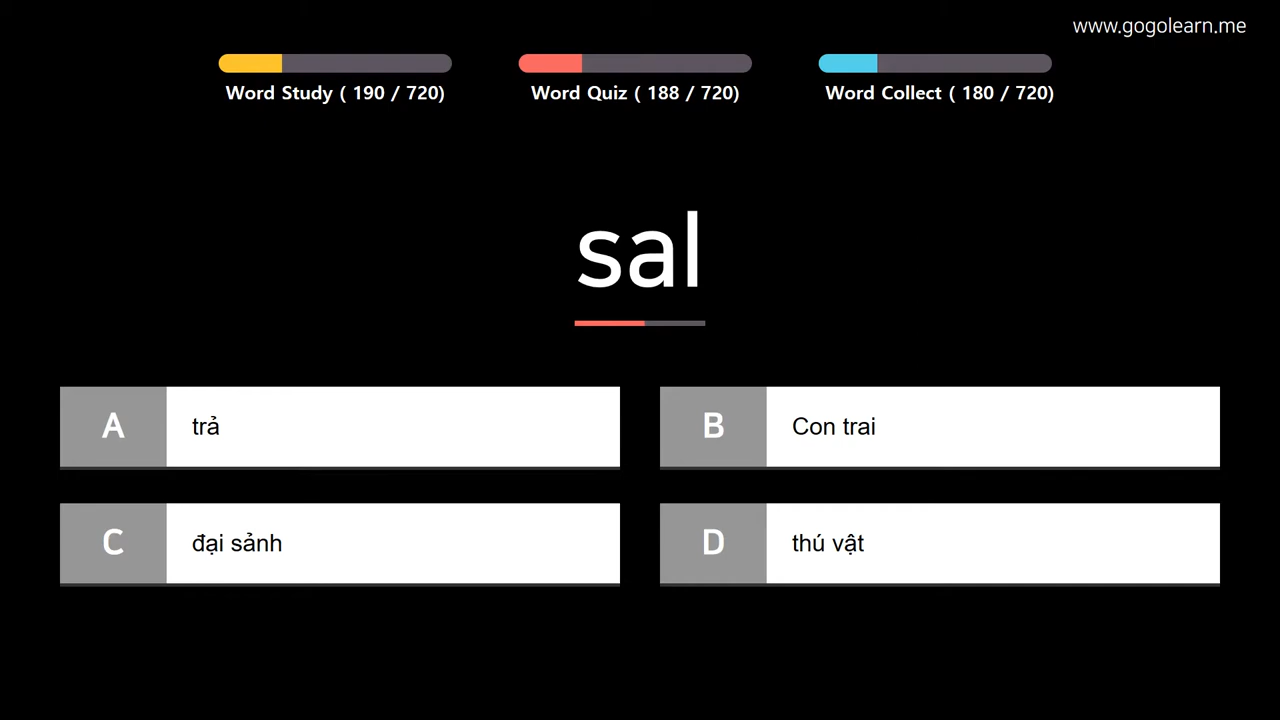 www.gogolearn.me
Word Study ( 190 / 720)
Word Quiz ( 188 / 720)
Word Collect ( 180 / 720)
sal
A trả
B Con trai
C đại sảnh
D thú vật